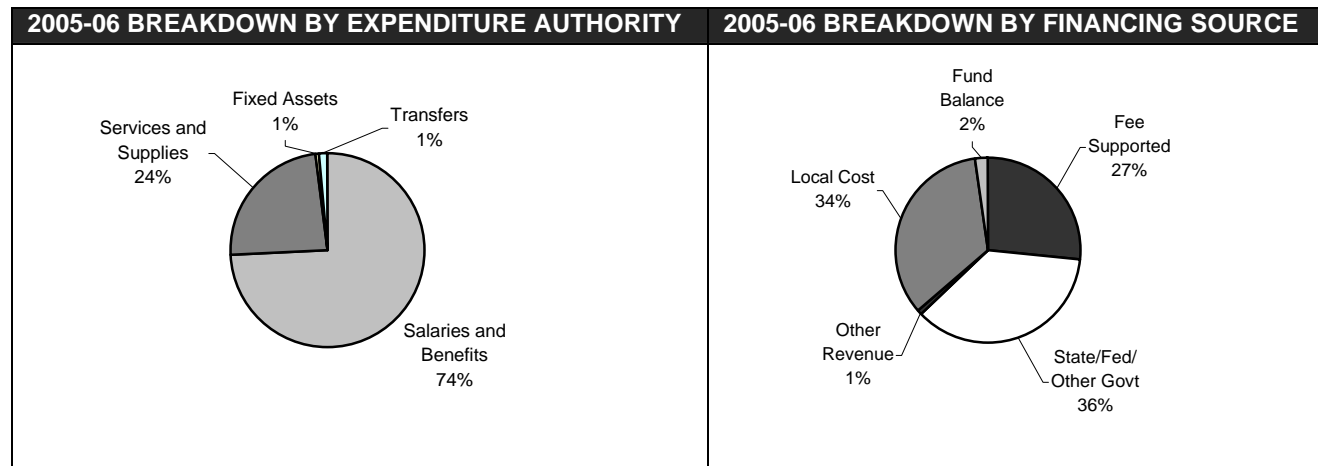 2005-06 BREAKDOWN BY EXPENDITURE AUTHORITY
Fixed Assets
1%
Transfers
1%
Services and
Supplies
24%
Salaries and
Benefits
74%
2005-06 BREAKDOWN BY FINANCING SOURCE
Fund
Balance
2%
Fee
Supported
27%
Local Cost
34%
Other
Revenue
1%
State/Fed/
Other Govt
36%